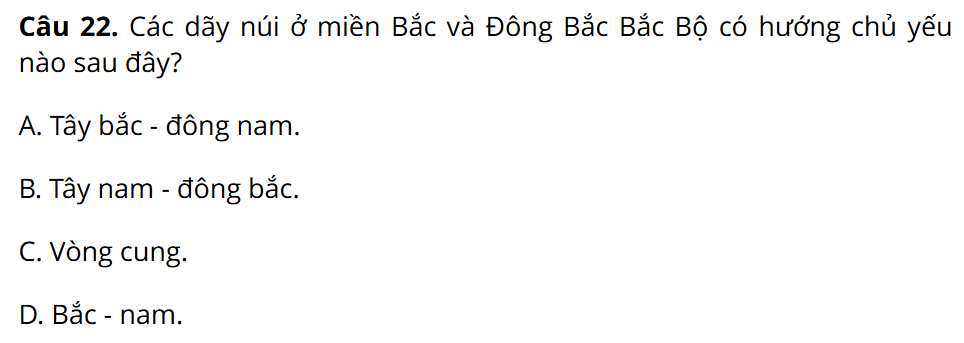 Câu 22. Các dãy núi ở miền Bắc và Đông Bắc Bắc Bộ có hướng chủ yếu
nào sau đây?
A. Tây bắc - đông nam.
B. Tây nam - đông bắc.
C. Vòng cung.
D. Bắc - nam.